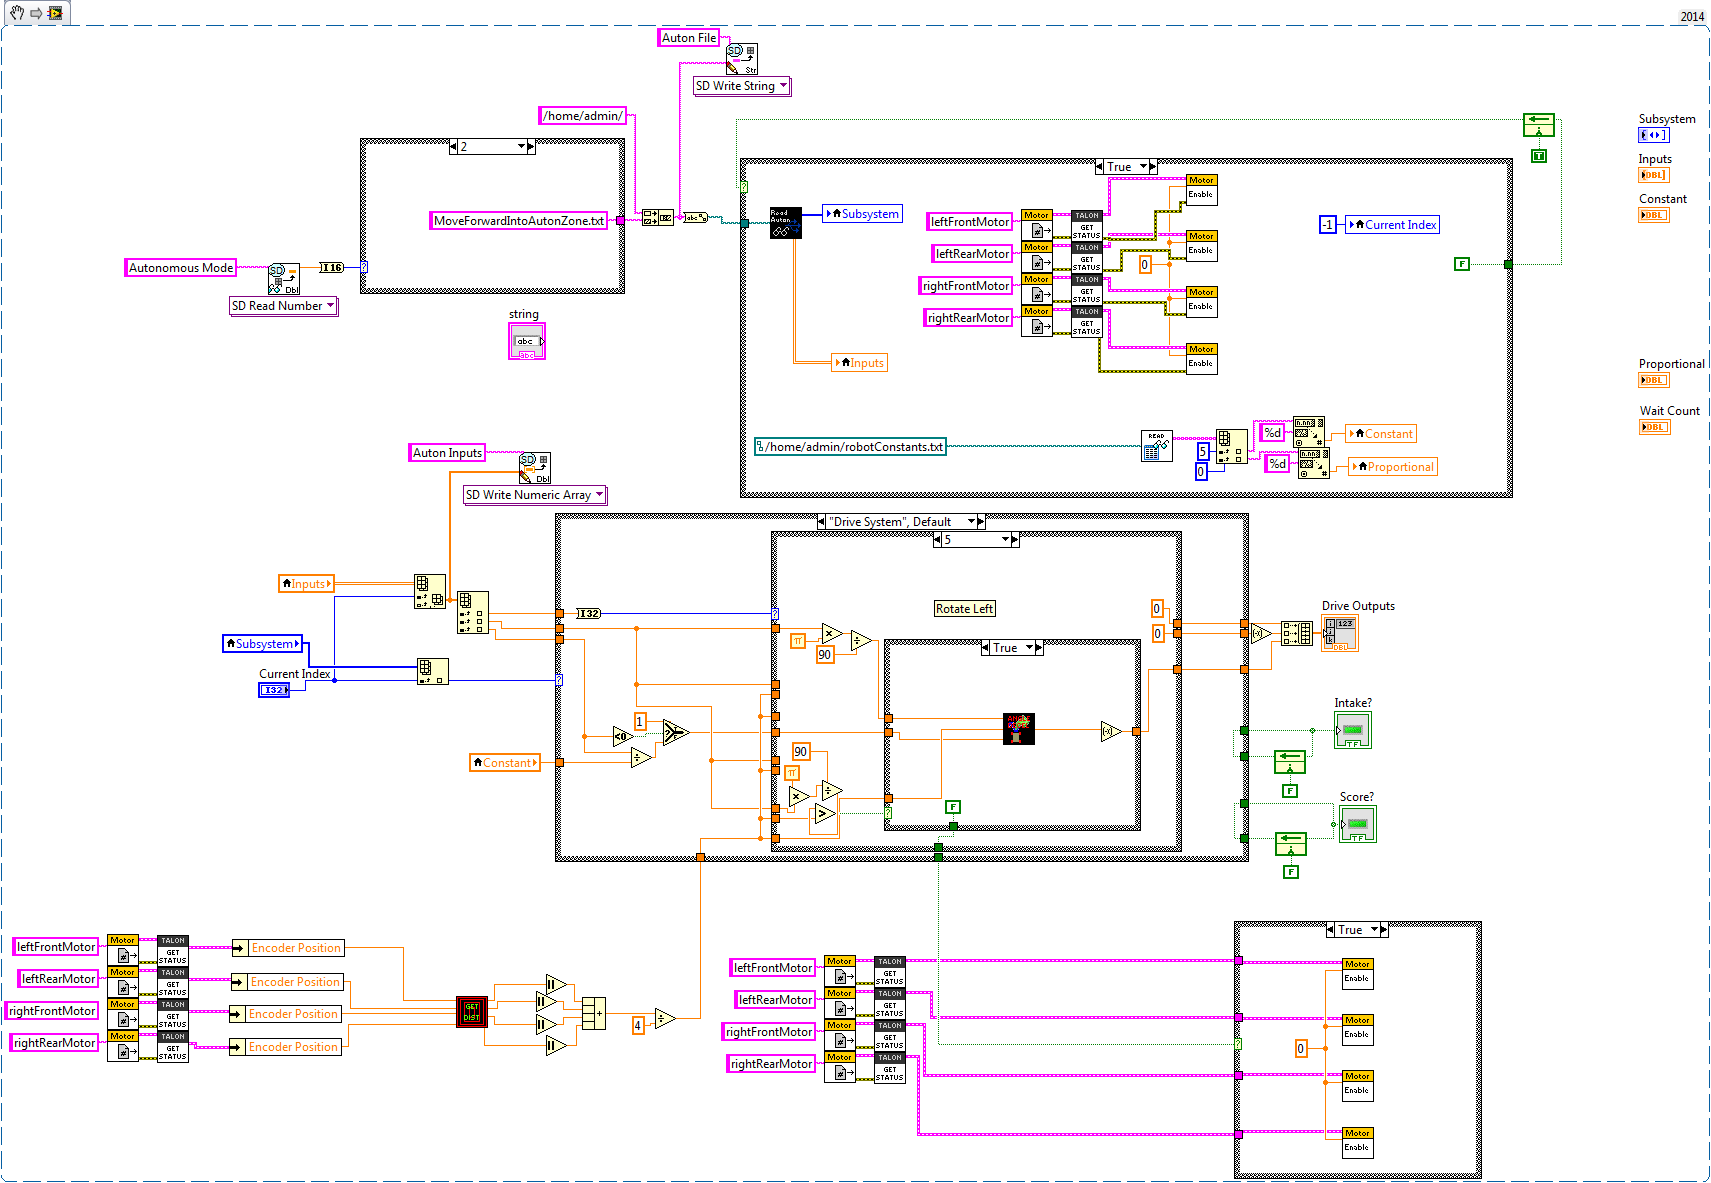 2014
Auton File
SD
Str
SD Write String
/home/admin/
2
MoveForwardIntoAutonZone.txt
Autonomous Mode
SD
Dbl
I16
SD Read Number
string
abc
abc
True
Read
Auton
Subsystem
Inputs
leftFrontMotor
leftRearMotor
rightFrontMotor
rightRearMotor
Motor
TALON
GET
STATUS
Motor
TALON
GET
STATUS
Motor
TALON
GET
STATUS
Motor
TALON
GET
STATUS
0
Motor
Enable
Motor
Enable
Motor
Enable
Motor
Enable
-1
Current Index
F
T
/home/admin/robotConstants.txt
READ
5
0
%d
%d
Constant
Proportional
Subsystem
Inputs
DBL
Constant
DBL
Proportional
DBL
Wait Count
DBL
Auton Inputs
SD
Dbl
SD Write Numeric Array
Inputs
Subsystem
Current Index
I32
Constant
"Drive System", Default
I32
<0
1
÷
5
Rotate Left
π
×
÷
90
90
π
×
÷
>
True
F
0
0
Drive Outputs
123
DBL
Intake?
TF
F
Score?
TF
F
leftFrontMotor
leftRearMotor
rightFrontMotor
rightRearMotor
Motor
TALON
GET
STATUS
Motor
TALON
GET
STATUS
Motor
TALON
GET
STATUS
Motor
TALON
GET
STATUS
Encoder Position
Encoder Position
Encoder Position
Encoder Position
GET
DIST
+
4
÷
leftFrontMotor
leftRearMotor
rightFrontMotor
rightRearMotor
Motor
TALON
GET
STATUS
Motor
TALON
GET
STATUS
Motor
TALON
GET
STATUS
Motor
TALON
GET
STATUS
True
0
Motor
Enable
Motor
Enable
Motor
Enable
Motor
Enable